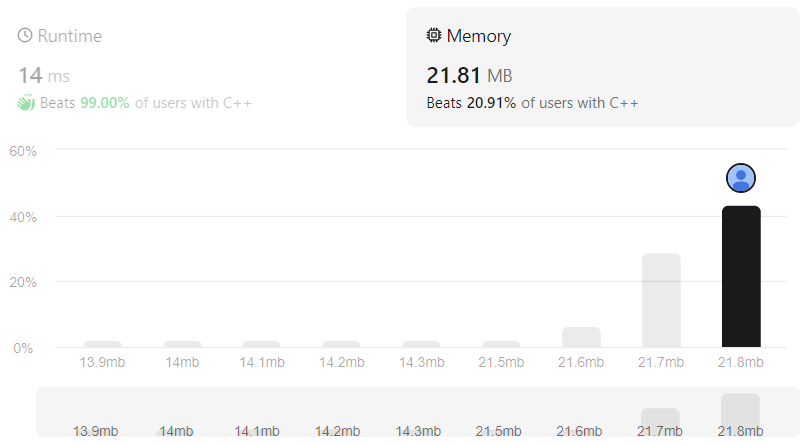 Runtime
Memory
14 ms
21.81 MB
Beats 99.00% of users with C++
Beats 20.91% of users with C++
60%
40%
20%
0%
13.9mb 14mb 14.1mb 14.2mb 14.3mb 21.5mb 21.6mb 21.7mb 21.8mb
13.9mb 14mb 14.1mb 14.2mb 14.3mb 21.5mb 21.6mb 21.7mb 21.8mb